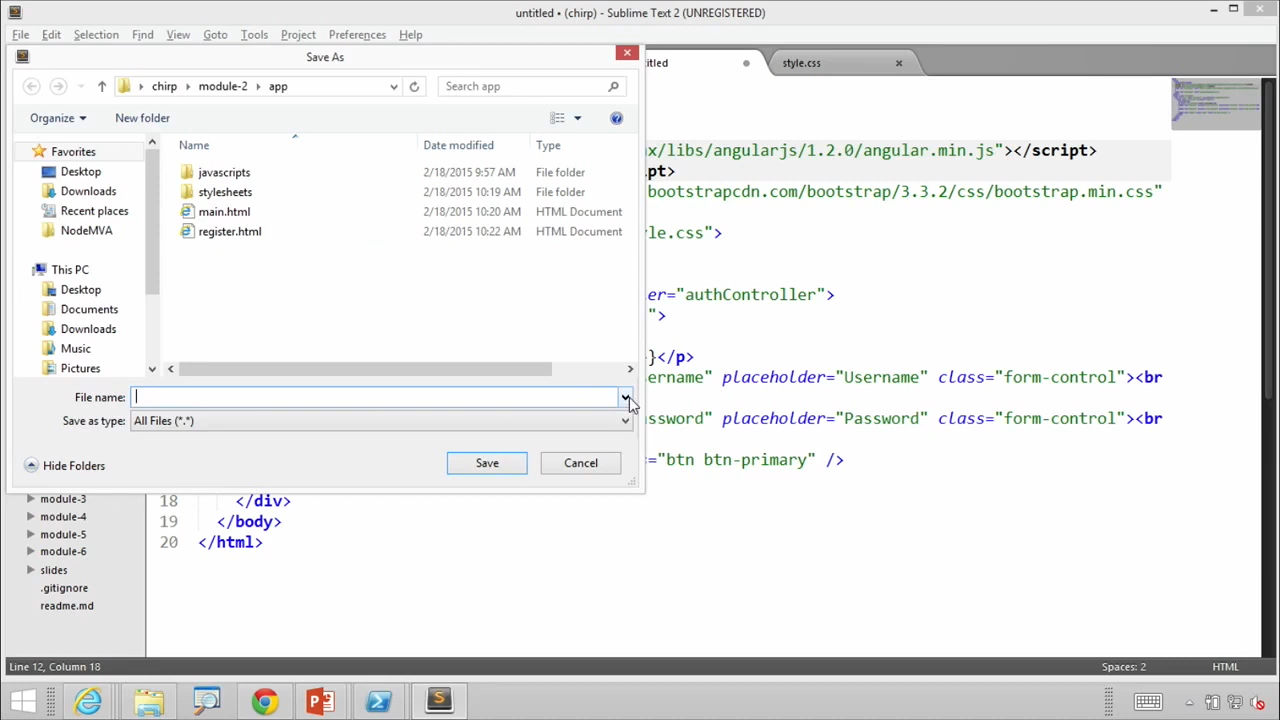 untitled • (chirp) - Sublime Text 2 (UNREGISTERED)
File Edit Selection Find View Goto Tools Project Preferences Help
Save As
chirp module-2 app
Search app
Organize New folder
Name Date modified Type
Favorites
Desktop
Downloads
Recent places
NodeMVA
This PC
Desktop
Documents
Downloads
Music
Pictures
javascripts 2/18/2015 9:57 AM File folder
stylesheets 2/18/2015 10:19 AM File folder
main.html 2/18/2015 10:20 AM HTML Document
register.html 2/18/2015 10:22 AM HTML Document
File name:
Save as type: All Files (*.*)
Hide Folders
Save Cancel
style.css
x/libs/angularjs/1.2.0/angular.min.js"></script>
pt>
bootstrapcdn.com/bootstrap/3.3.2/css/bootstrap.min.css"
le.css">
er="authController">
">
}</p>
ername" placeholder="Username" class="form-control"><br
ssword" placeholder="Password" class="form-control"><br
="btn btn-primary" />
18 </div>
19 </body>
20 </html>
module-3
module-4
module-5
module-6
slides
.gitignore
readme.md
Line 12, Column 18
Spaces: 2
HTML